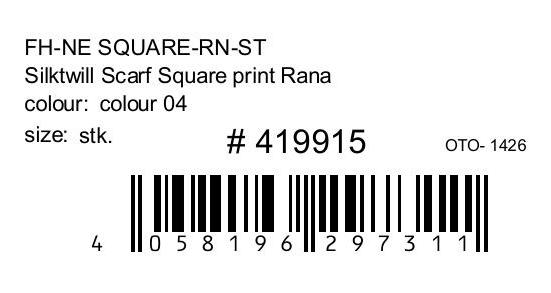 FH-NE SQUARE-RN-ST
Silktwill Scarf Square print Rana
colour: colour 04
size: stk.
# 419915
OTO- 1426
4 058196 297311